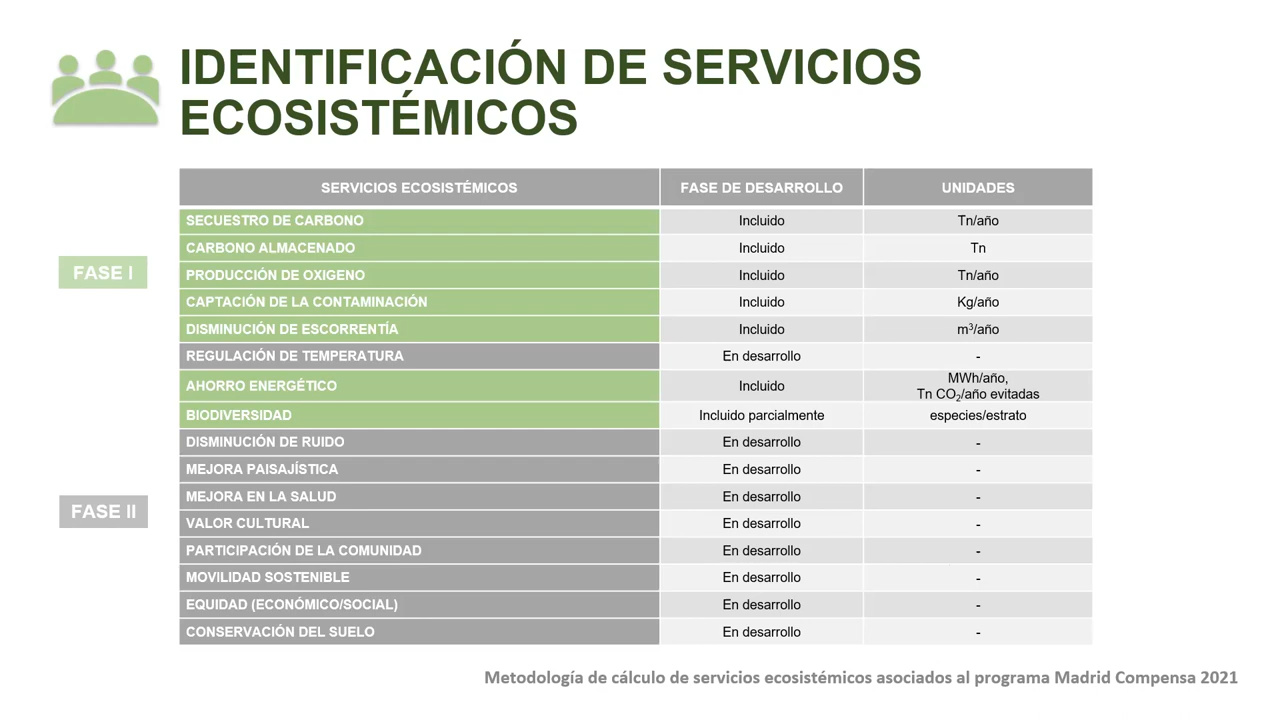 IDENTIFICACIÓN DE SERVICIOS
ECOSISTÉMICOS
SERVICIOS ECOSISTÉMICOS FASE DE DESARROLLO UNIDADES
SECUESTRO DE CARBONO Incluido Tn/año
CARBONO ALMACENADO Incluido Tn
FASE I
PRODUCCIÓN DE OXIGENO Incluido Tn/año
CAPTACIÓN DE LA CONTAMINACIÓN Incluido Kg/año
DISMINUCIÓN DE ESCORRENTÍA Incluido m³/año
REGULACIÓN DE TEMPERATURA En desarrollo -
AHORRO ENERGÉTICO Incluido MWh/año,
Tn CO₂/año evitadas
BIODIVERSIDAD Incluido parcialmente especies/estrato
DISMINUCIÓN DE RUIDO En desarrollo -
MEJORA PAISAJÍSTICA En desarrollo -
MEJORA EN LA SALUD En desarrollo -
FASE II
VALOR CULTURAL En desarrollo -
PARTICIPACIÓN DE LA COMUNIDAD En desarrollo -
MOVILIDAD SOSTENIBLE En desarrollo -
EQUIDAD (ECONÓMICO/SOCIAL) En desarrollo -
CONSERVACIÓN DEL SUELO En desarrollo -
Metodología de cálculo de servicios ecosistémicos asociados al programa Madrid Compensa 2021